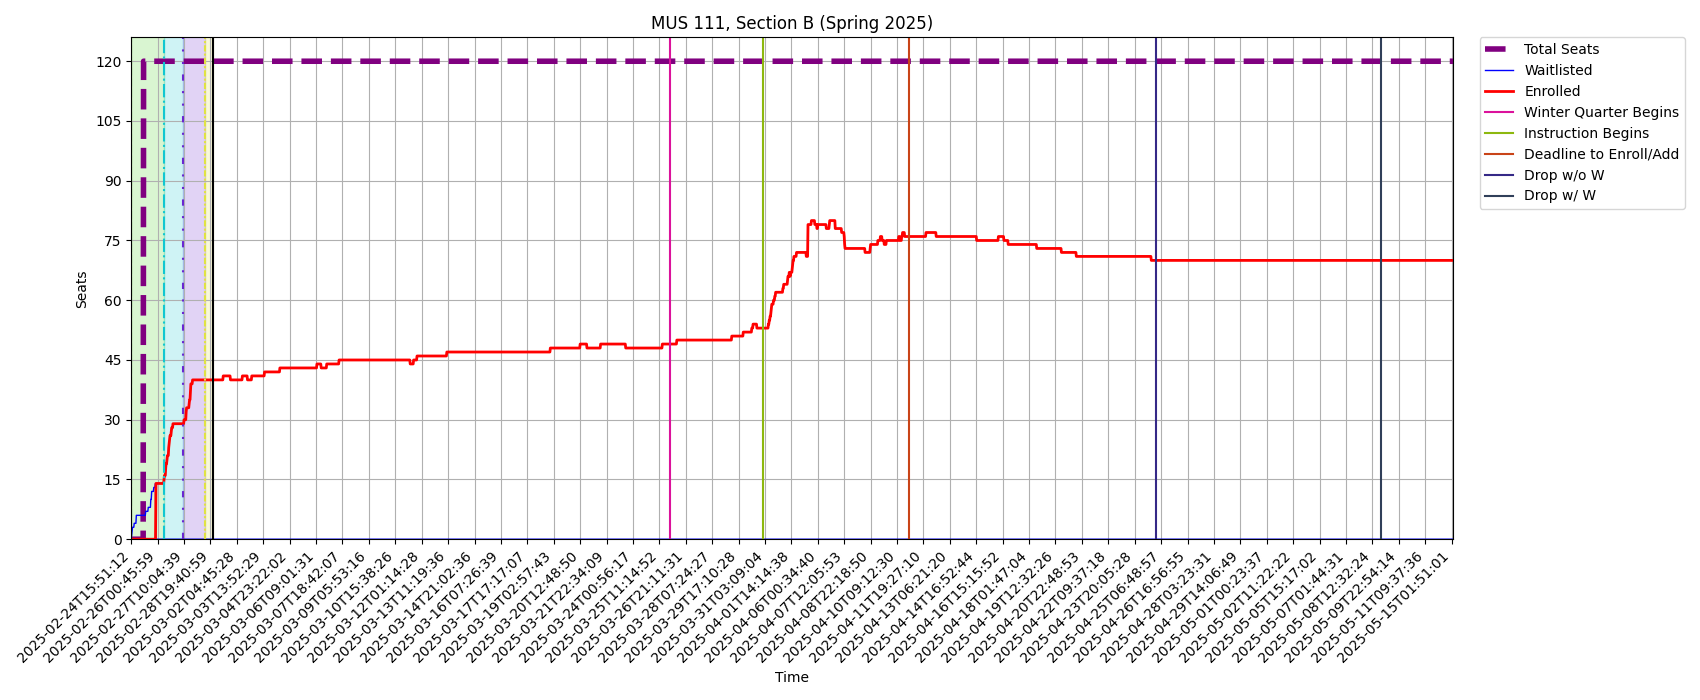 MUS 111, Section B (Spring 2025)
120
105
90
75
60
45
30
15
0
Seats
2025-02-24T15:51:12
2025-02-26T00:45:59
2025-02-27T10:04:39
2025-02-28T19:40:59
2025-03-02T04:45:28
2025-03-03T13:52:29
2025-03-04T23:22:02
2025-03-06T09:01:31
2025-03-07T18:42:07
2025-03-09T05:53:16
2025-03-10T15:38:26
2025-03-12T01:14:28
2025-03-13T11:19:36
2025-03-14T21:02:36
2025-03-16T07:26:39
2025-03-17T17:17:07
2025-03-19T02:57:43
2025-03-20T12:48:50
2025-03-21T22:34:09
2025-03-24T00:56:17
2025-03-25T11:14:52
2025-03-26T21:11:31
2025-03-28T07:24:27
2025-03-29T17:10:28
2025-03-31T03:09:04
2025-04-01T14:14:38
2025-04-06T00:34:40
2025-04-07T12:05:53
2025-04-08T22:18:50
2025-04-10T09:12:30
2025-04-11T19:27:10
2025-04-13T06:21:20
2025-04-14T16:52:44
2025-04-16T15:15:52
2025-04-18T01:47:04
2025-04-19T12:32:26
2025-04-20T22:48:53
2025-04-22T09:37:18
2025-04-23T20:05:28
2025-04-25T06:48:57
2025-04-26T16:56:55
2025-04-28T03:23:31
2025-04-29T14:06:49
2025-05-01T00:23:37
2025-05-02T11:22:22
2025-05-05T15:17:02
2025-05-07T01:44:31
2025-05-08T12:32:24
2025-05-09T22:54:14
2025-05-11T09:37:36
2025-05-15T01:51:01
Time
Total Seats
Waitlisted
Enrolled
Winter Quarter Begins
Instruction Begins
Deadline to Enroll/Add
Drop w/o W
Drop w/ W